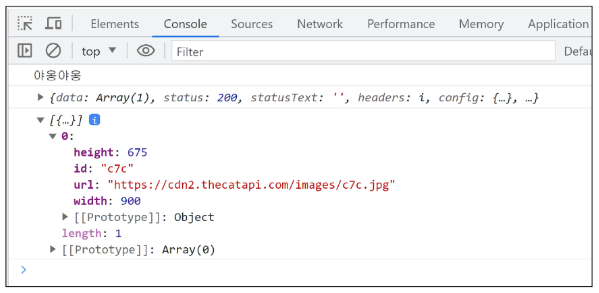 Elements Console Sources Network Performance Memory Application
top ▼ Filter Defau
야옹야옹
▶ {data: Array(1), status: 200, statusText: '', headers: i, config: {…}, …}
▼ [{…}] i
▼ 0:
height: 675
id: "c7c"
url: "https://cdn2.thecatapi.com/images/c7c.jpg"
width: 900
▶ [[Prototype]]: Object
length: 1
▶ [[Prototype]]: Array(0)
>